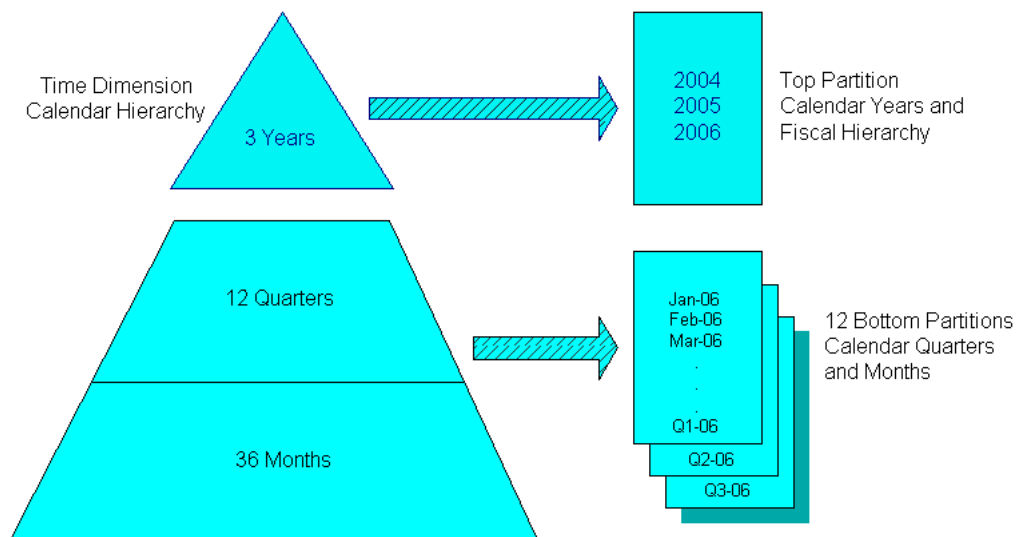 Time Dimension
Calendar Hierarchy
3 Years
2004
2005
2006
Top Partition
Calendar Years and
Fiscal Hierarchy
12 Quarters
36 Months
Jan-06
Feb-06
Mar-06
.
.
.
Q1-06
Q2-06
Q3-06
12 Bottom Partitions
Calendar Quarters
and Months